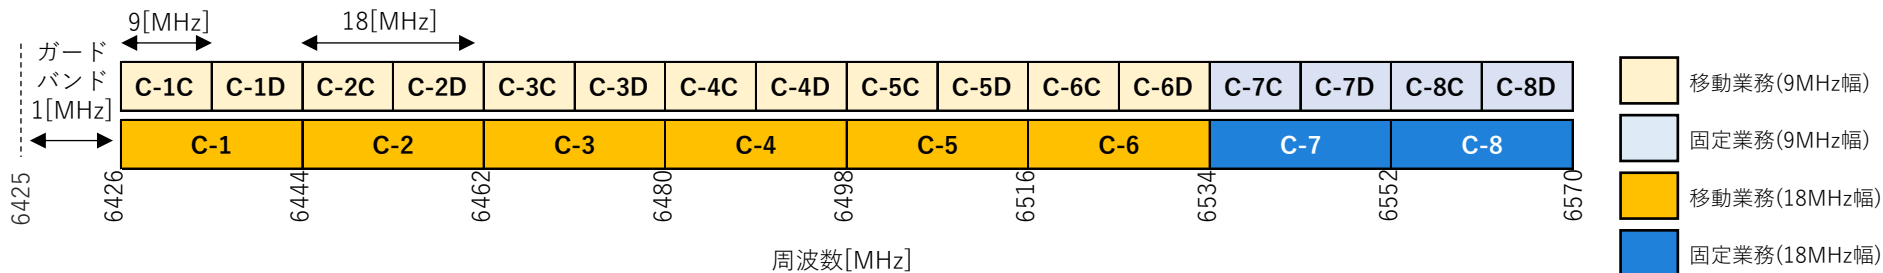 9[MHz]
18[MHz]
ガード
バンド
1[MHz]
C-1C C-1D C-2C C-2D C-3C C-3D C-4C C-4D C-5C C-5D C-6C C-6D C-7C C-7D C-8C C-8D
C-1 C-2 C-3 C-4 C-5 C-6 C-7 C-8
6425 6426 6444 6462 6480 6498 6516 6534 6552 6570
周波数[MHz]
移動業務(9MHz幅)
固定業務(9MHz幅)
移動業務(18MHz幅)
固定業務(18MHz幅)